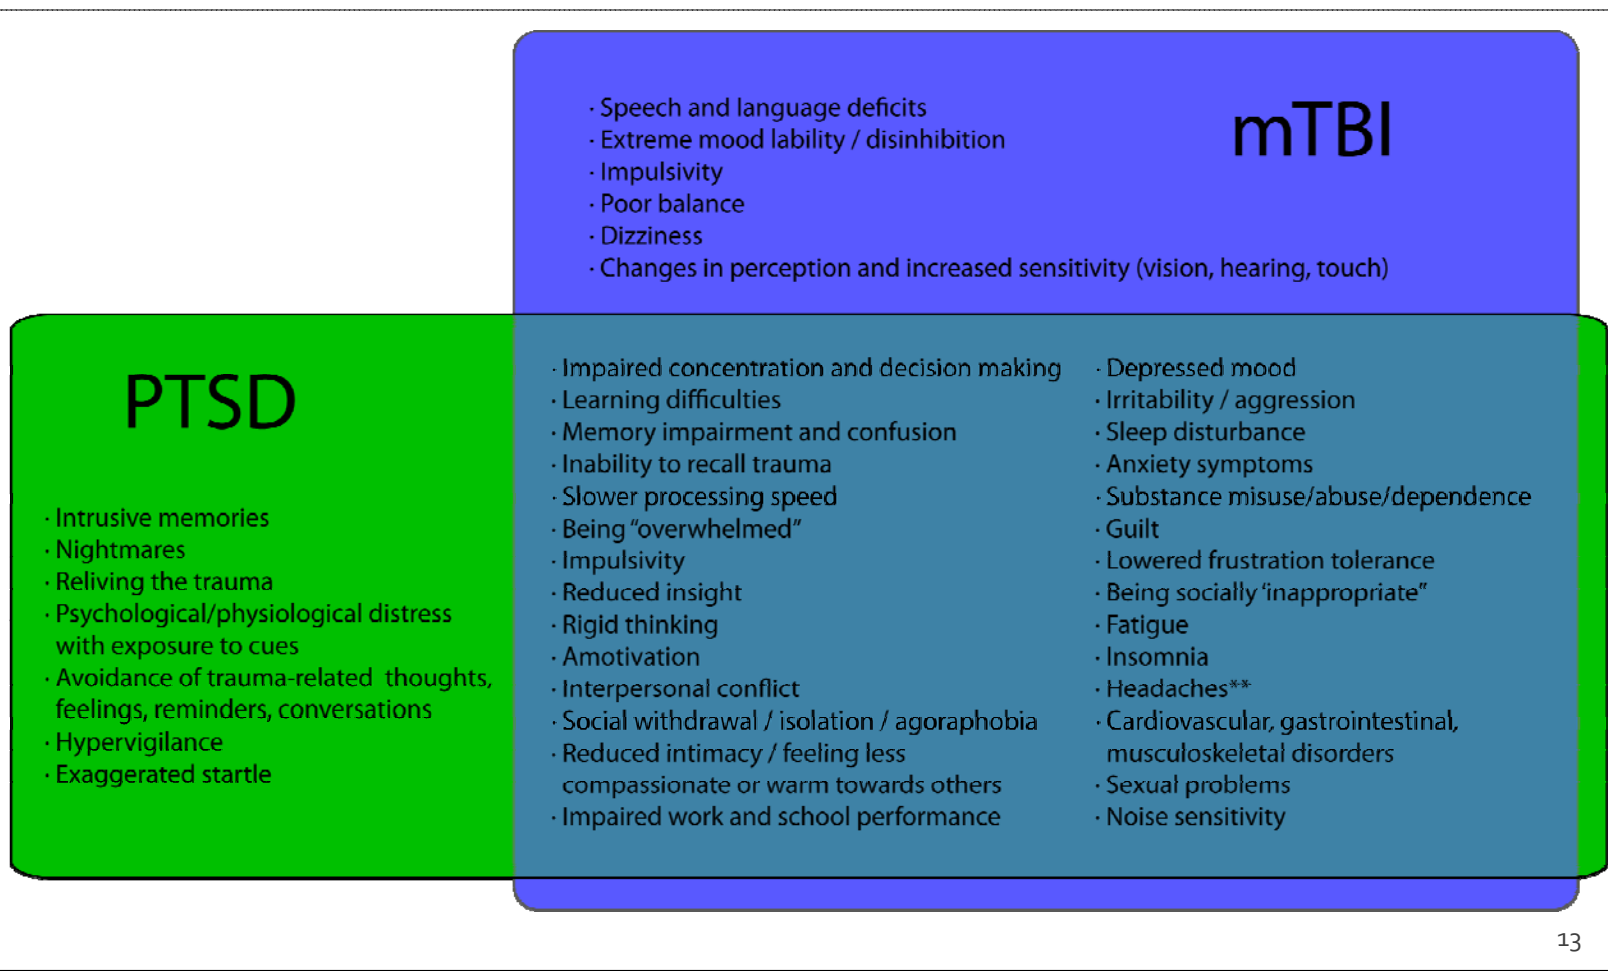 mTBI
· Speech and language deficits
· Extreme mood lability / disinhibition
· Impulsivity
· Poor balance
· Dizziness
· Changes in perception and increased sensitivity (vision, hearing, touch)
PTSD
· Intrusive memories
· Nightmares
· Reliving the trauma
· Psychological/physiological distress
with exposure to cues
· Avoidance of trauma-related thoughts,
feelings, reminders, conversations
· Hypervigilance
· Exaggerated startle
· Impaired concentration and decision making
· Learning difficulties
· Memory impairment and confusion
· Inability to recall trauma
· Slower processing speed
· Being “overwhelmed”
· Impulsivity
· Reduced insight
· Rigid thinking
· Amotivation
· Interpersonal conflict
· Social withdrawal / isolation / agoraphobia
· Reduced intimacy / feeling less
compassionate or warm towards others
· Impaired work and school performance
· Depressed mood
· Irritability / aggression
· Sleep disturbance
· Anxiety symptoms
· Substance misuse/abuse/dependence
· Guilt
· Lowered frustration tolerance
· Being socially ‘inappropriate”
· Fatigue
· Insomnia
· Headaches**
· Cardiovascular, gastrointestinal,
musculoskeletal disorders
· Sexual problems
· Noise sensitivity
13